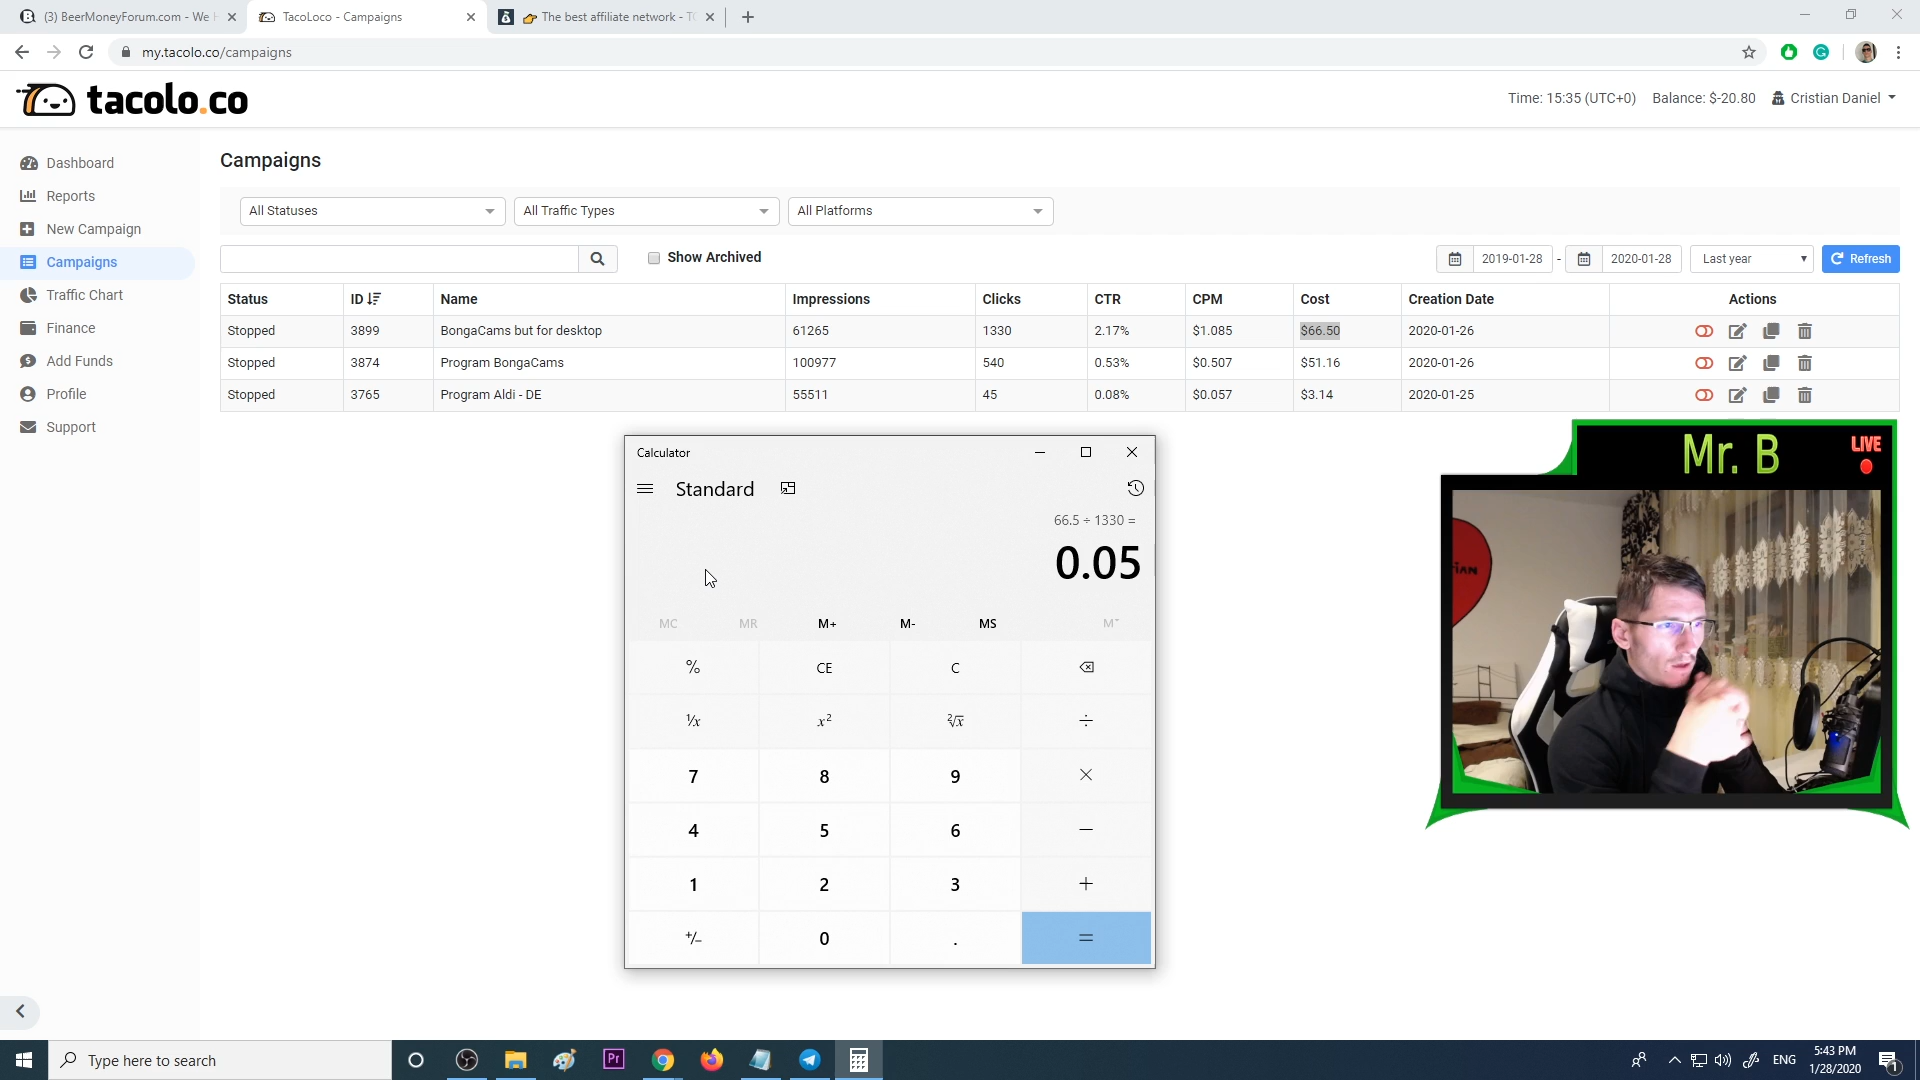 (3) BeerMoneyForum.com - We
TacoLoco - Campaigns
The best affiliate network -
my.tacolo.co/campaigns
tacolo.co
Time: 15:35 (UTC+0)
Balance: $-20.80
Cristian Daniel
Dashboard
Reports
New Campaign
Campaigns
Traffic Chart
Finance
Add Funds
Profile
Support
Campaigns
All Statuses
All Traffic Types
All Platforms
Show Archived
2019-01-28 - 2020-01-28
Last year
Refresh
Status ID Name Impressions Clicks CTR CPM Cost Creation Date Actions
Stopped 3899 BongaCams but for desktop 61265 1330 2.17% $1.085 $66.50 2020-01-26
Stopped 3874 Program BongaCams 100977 540 0.53% $0.507 $51.16 2020-01-26
Stopped 3765 Program Aldi - DE 55511 45 0.08% $0.057 $3.14 2020-01-25
Calculator
Standard
66.5 ÷ 1330 =
0.05
MC MR M+ M- MS M˅
% CE C
¹/x x² ²√x ÷
7 8 9 ×
4 5 6 −
1 2 3 +
+/− 0 . =
Mr. B
LIVE
Type here to search
Pr
ENG
5:43 PM
1/28/2020
1